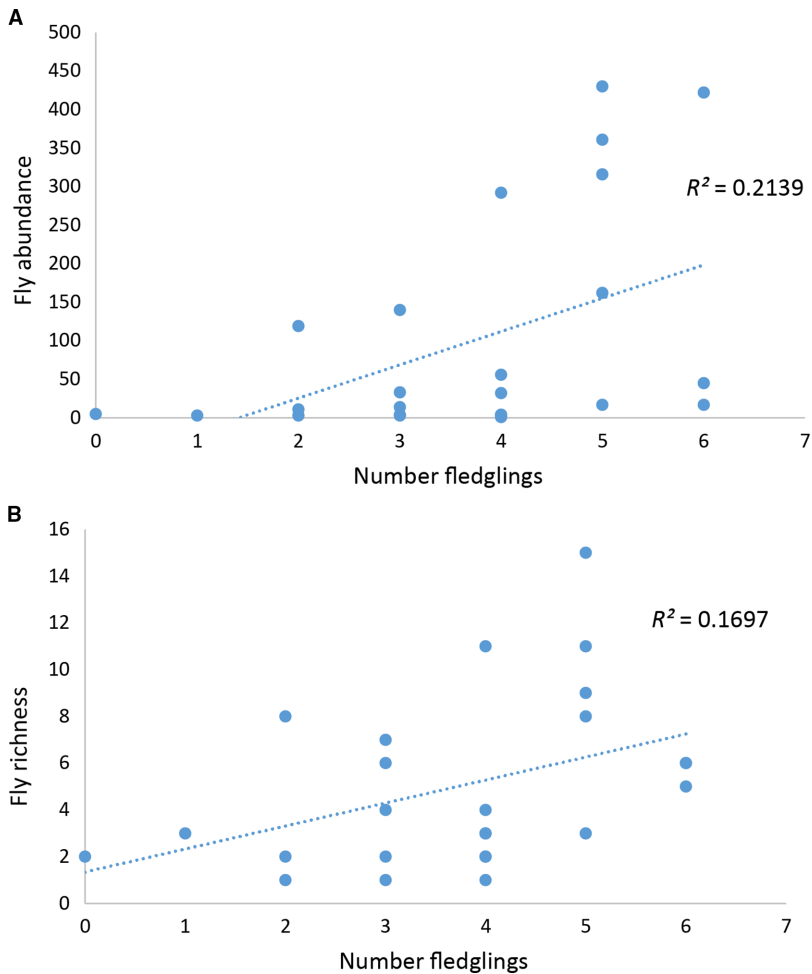 A
500
450
400
350
300
250
200
150
100
50
0
Fly abundance
R² = 0.2139
0 1 2 3 4 5 6 7
Number fledglings
B
16
14
12
10
8
6
4
2
0
Fly richness
R² = 0.1697
0 1 2 3 4 5 6 7
Number fledglings